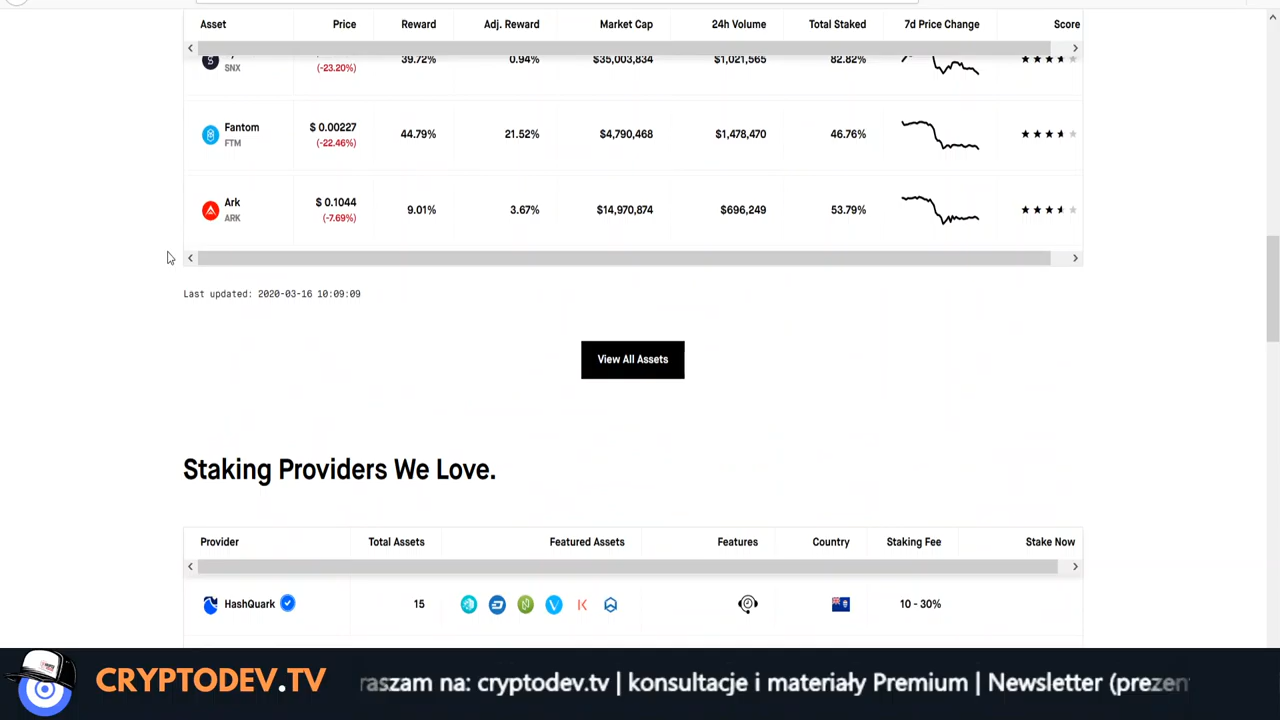 Asset Price Reward Adj. Reward Market Cap 24h Volume Total Staked 7d Price Change Score
SNX (-23.20%) 39.72% 0.94% $35,003,834 $1,021,565 82.82%
Fantom $ 0.00227 44.79% 21.52% $4,790,468 $1,478,470 46.76%
FTM (-22.46%)
Ark $ 0.1044 9.01% 3.67% $14,970,874 $696,249 53.79%
ARK (-7.69%)
Last updated: 2020-03-16 10:09:09
View All Assets
Staking Providers We Love.
Provider Total Assets Featured Assets Features Country Staking Fee Stake Now
HashQuark 15 10 - 30%
CRYPTODEV.TV raszam na: cryptodev.tv | konsultacje i materiały Premium | Newsletter (prezen